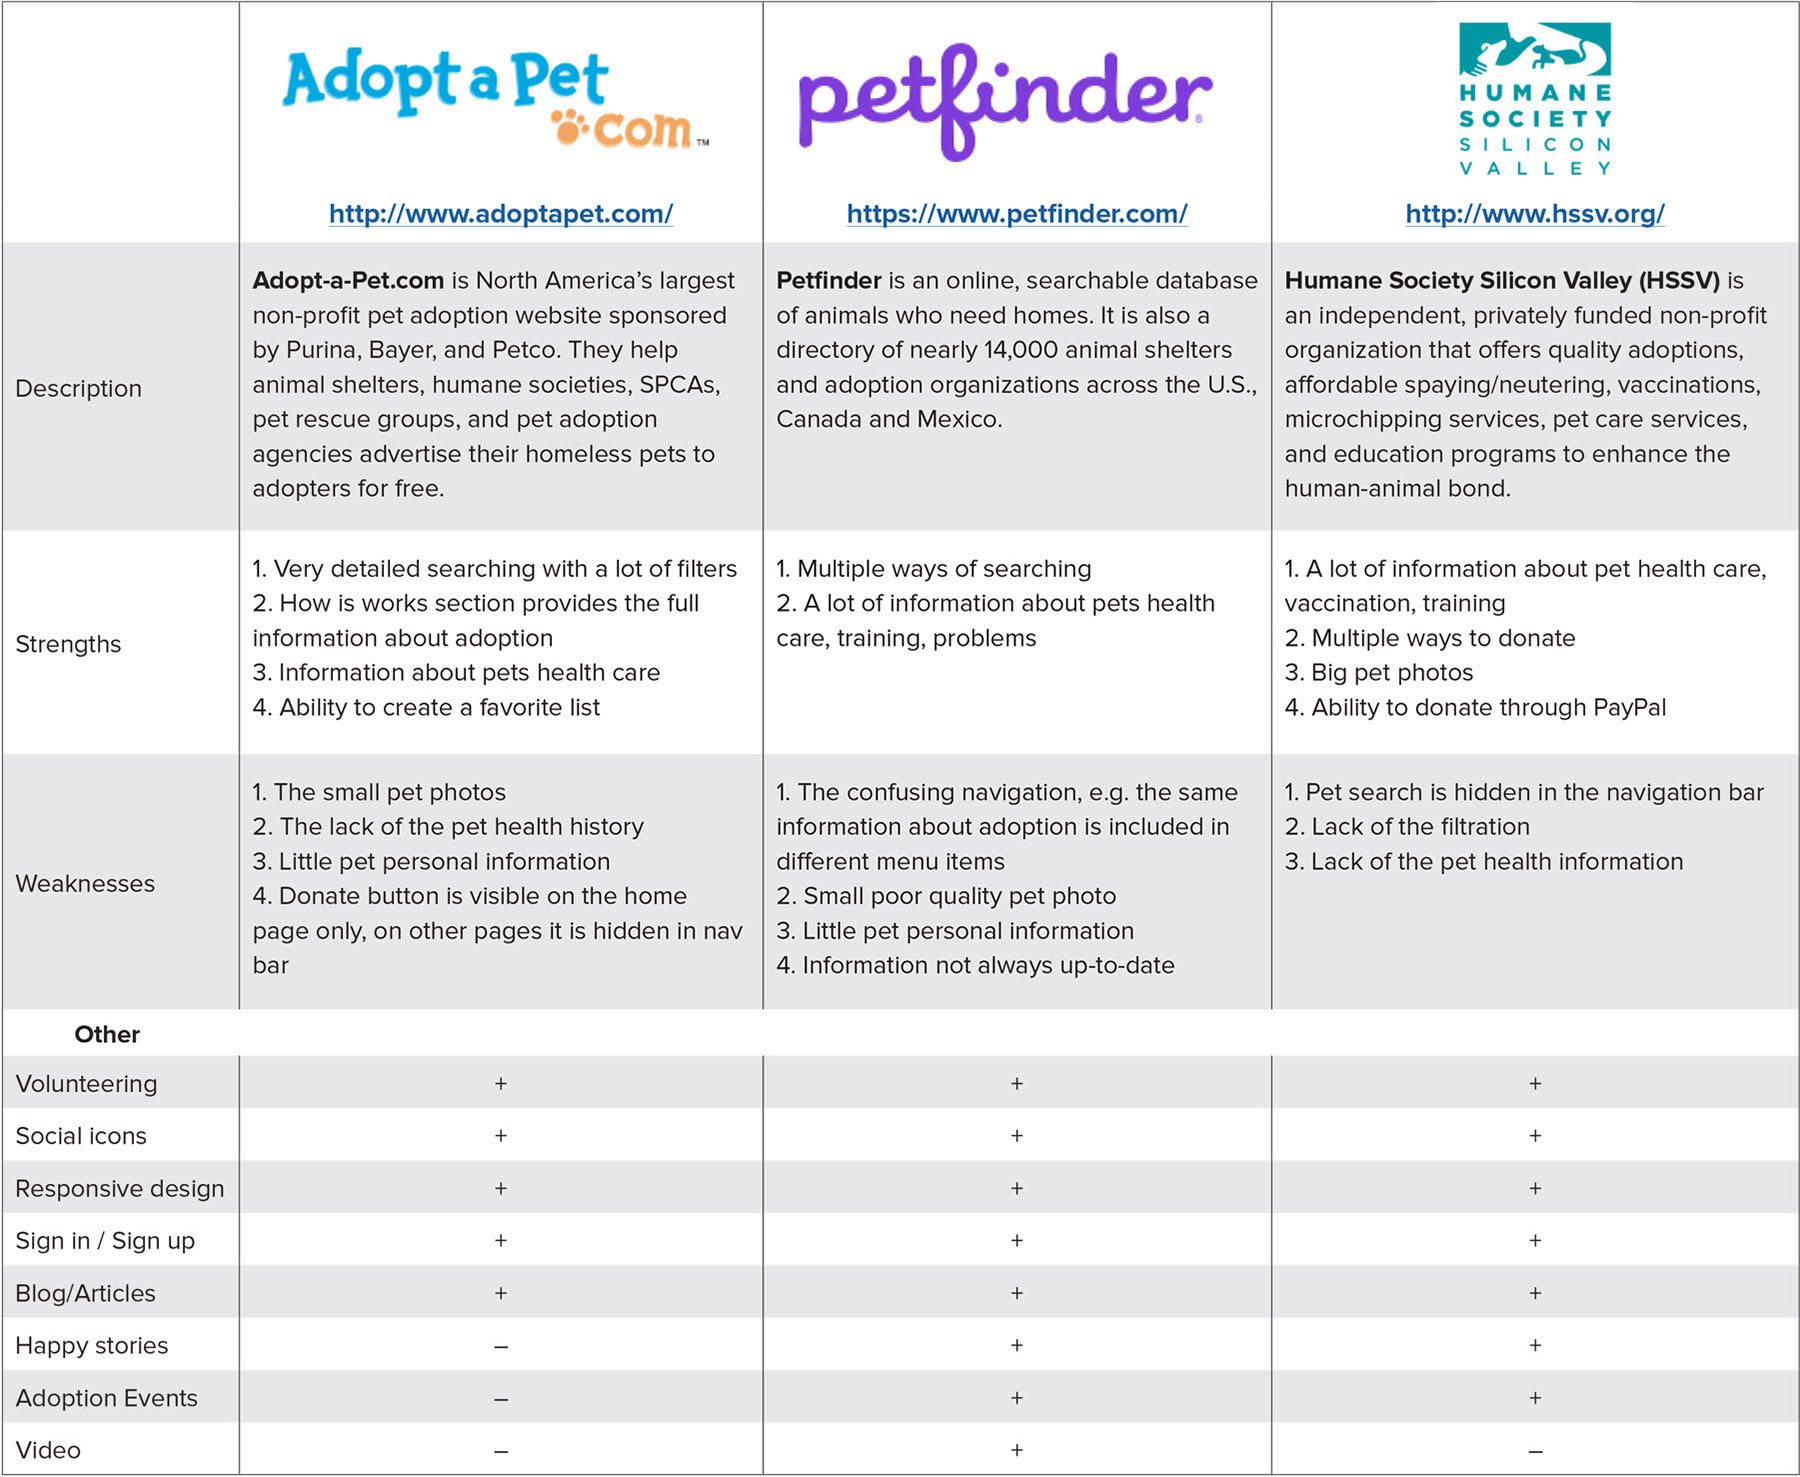 Adopt a Pet
.com™
petfinder®
HUMANE
SOCIETY
SILICON
VALLEY
http://www.adoptapet.com/
https://www.petfinder.com/
http://www.hssv.org/
Description
Adopt-a-Pet.com is North America’s largest
non-profit pet adoption website sponsored
by Purina, Bayer, and Petco. They help
animal shelters, humane societies, SPCAs,
pet rescue groups, and pet adoption
agencies advertise their homeless pets to
adopters for free.
Petfinder is an online, searchable database
of animals who need homes. It is also a
directory of nearly 14,000 animal shelters
and adoption organizations across the U.S.,
Canada and Mexico.
Humane Society Silicon Valley (HSSV) is
an independent, privately funded non-profit
organization that offers quality adoptions,
affordable spaying/neutering, vaccinations,
microchipping services, pet care services,
and education programs to enhance the
human-animal bond.
Strengths
1. Very detailed searching with a lot of filters
2. How is works section provides the full
information about adoption
3. Information about pets health care
4. Ability to create a favorite list
1. Multiple ways of searching
2. A lot of information about pets health
care, training, problems
1. A lot of information about pet health care,
vaccination, training
2. Multiple ways to donate
3. Big pet photos
4. Ability to donate through PayPal
Weaknesses
1. The small pet photos
2. The lack of the pet health history
3. Little pet personal information
4. Donate button is visible on the home
page only, on other pages it is hidden in nav
bar
1. The confusing navigation, e.g. the same
information about adoption is included in
different menu items
2. Small poor quality pet photo
3. Little pet personal information
4. Information not always up-to-date
1. Pet search is hidden in the navigation bar
2. Lack of the filtration
3. Lack of the pet health information
Other
Volunteering + + +
Social icons + + +
Responsive design + + +
Sign in / Sign up + + +
Blog/Articles + + +
Happy stories – + +
Adoption Events – + +
Video – + –